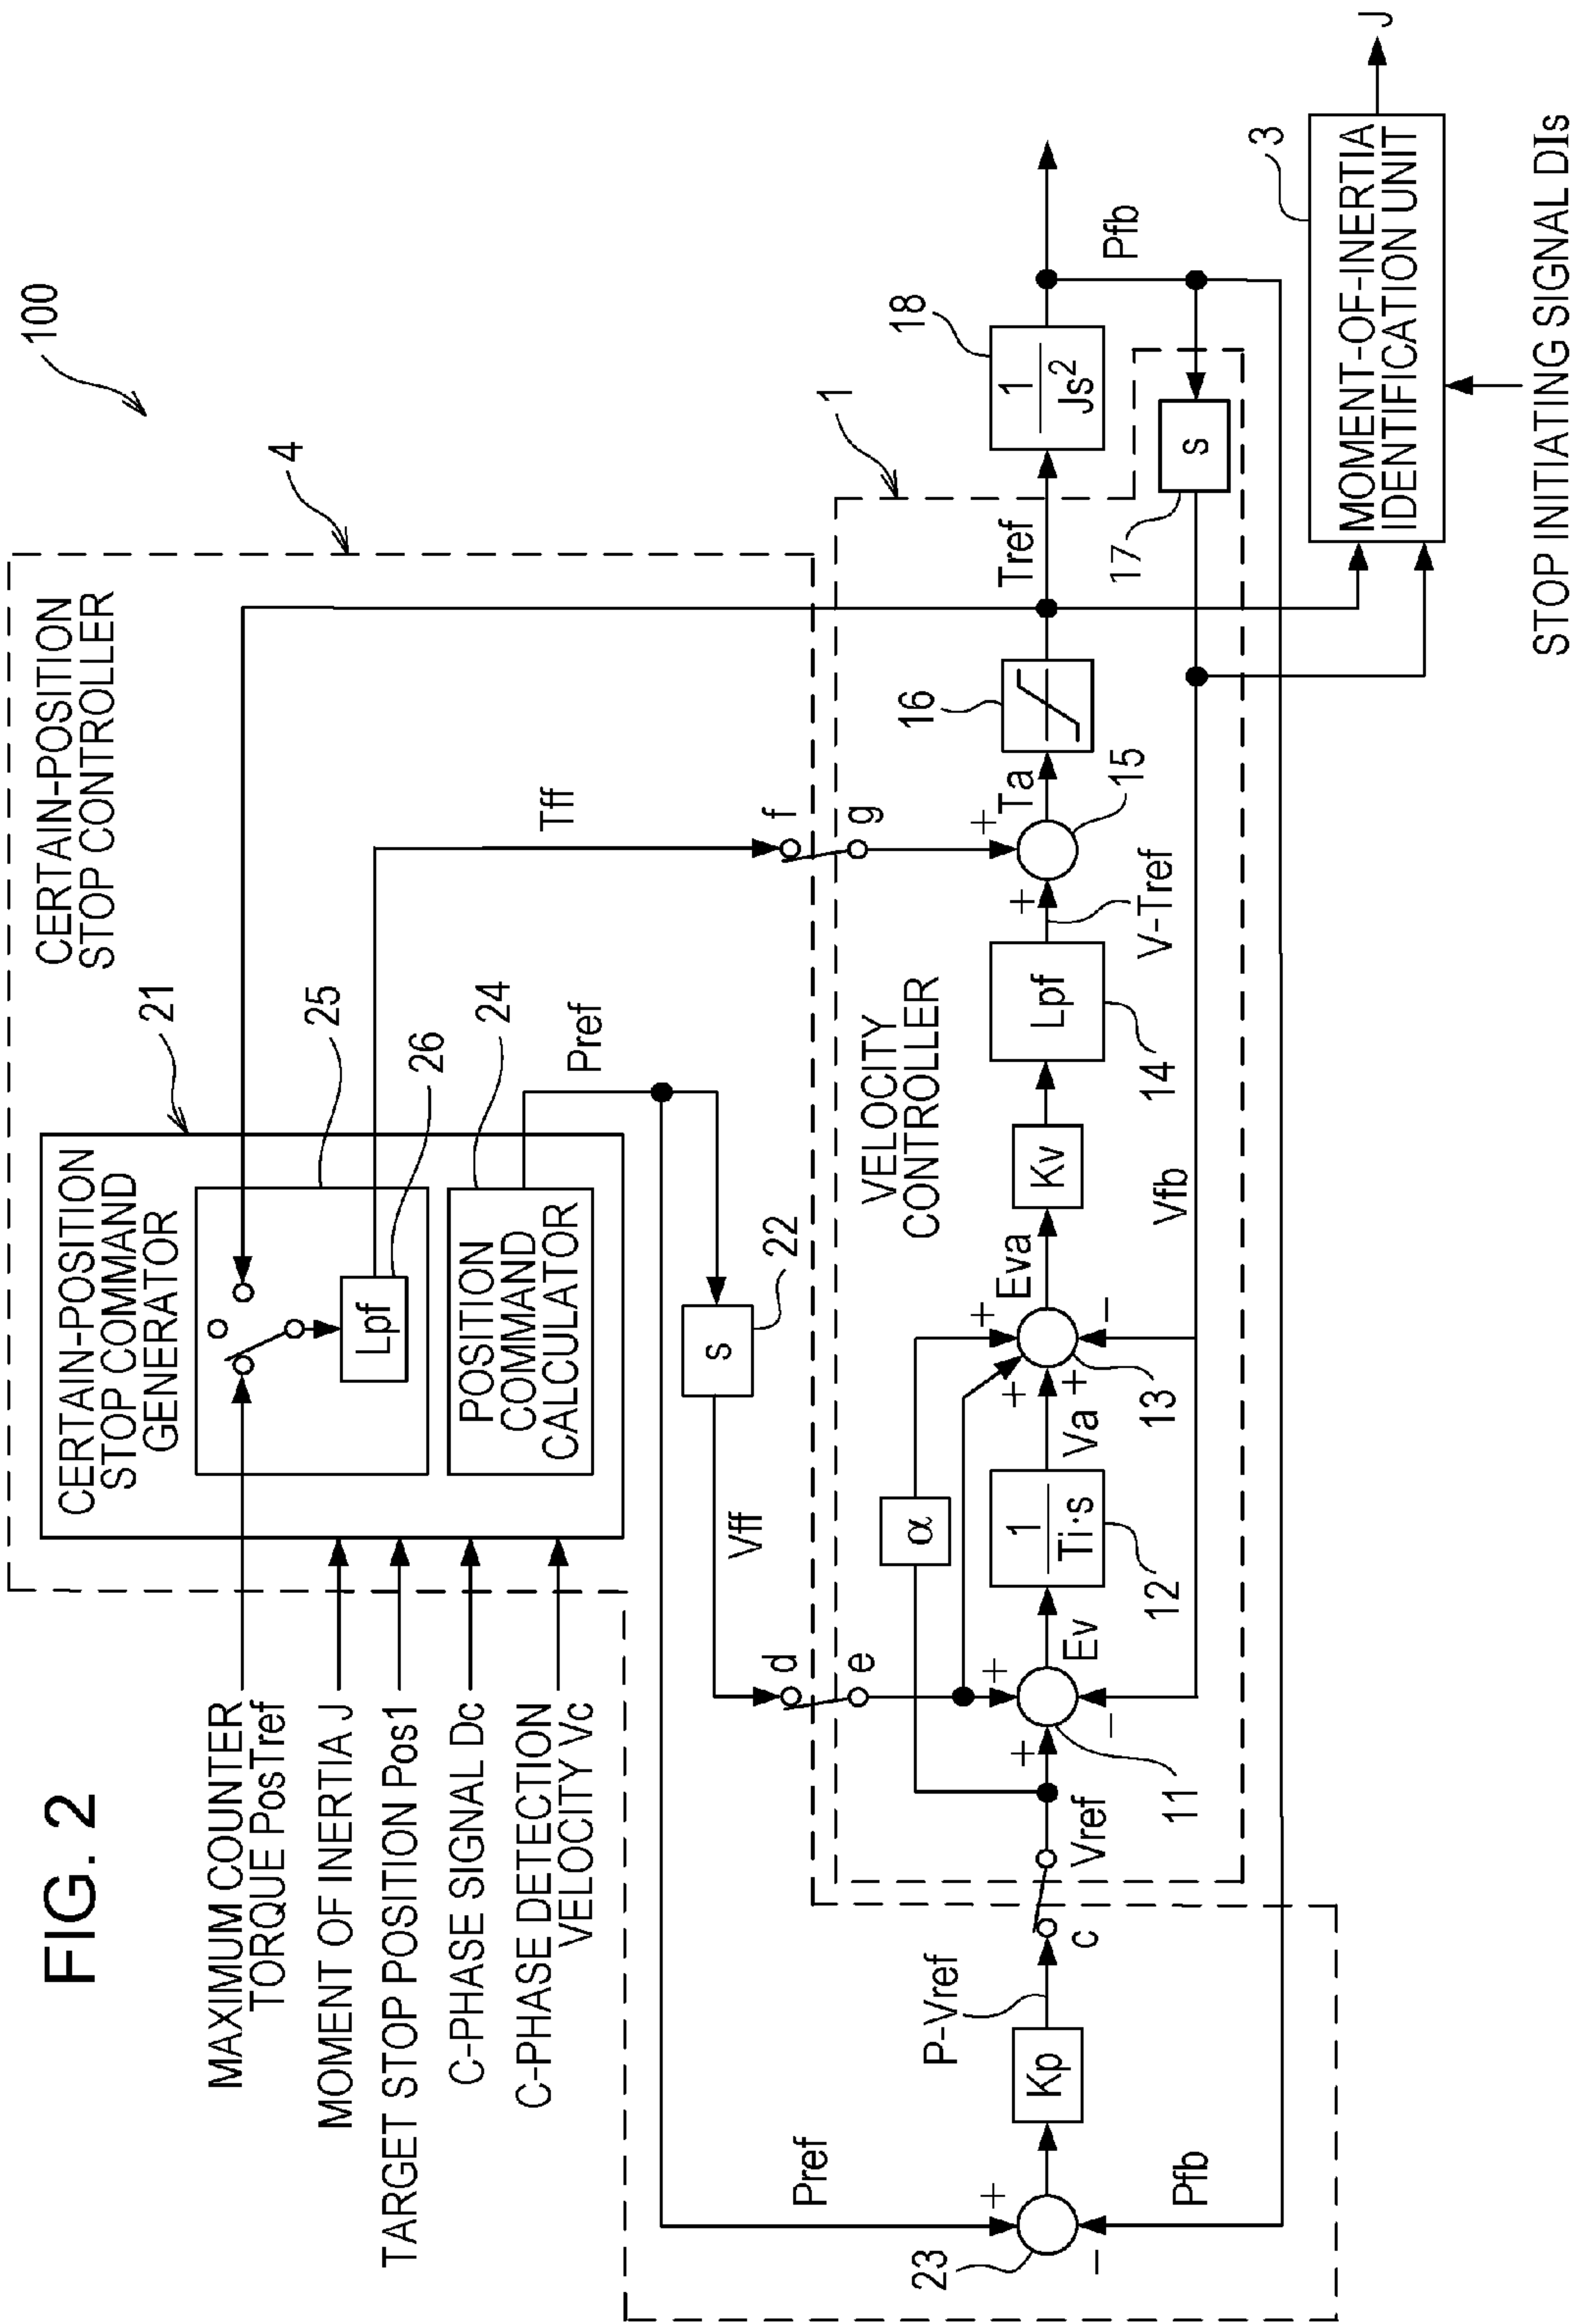 FIG. 2
100
4
CERTAIN-POSITION
STOP CONTROLLER
21
CERTAIN-POSITION
STOP COMMAND
GENERATOR
25
26
Lpf
24
POSITION
COMMAND
CALCULATOR
MAXIMUM COUNTER
TORQUE PosTref
MOMENT OF INERTIA J
TARGET STOP POSITION Pos1
C-PHASE SIGNAL Dc
C-PHASE DETECTION
VELOCITY Vc
Pref
Tff
s
22
Vff
d
e
f
g
1
VELOCITY
CONTROLLER
α
Pref
+
23
−
Pfb
Kp
P-Vref
c
Vref
+
+
−
11
Ev
1
Ti·s
12
Va
+
+
+
−
13
Eva
Kv
Lpf
14
V-Tref
+
+
15
Ta
16
Tref
1
Js2
18
Pfb
s
17
Vfb
3
MOMENT-OF-INERTIA
IDENTIFICATION UNIT
J
STOP INITIATING SIGNAL DIs